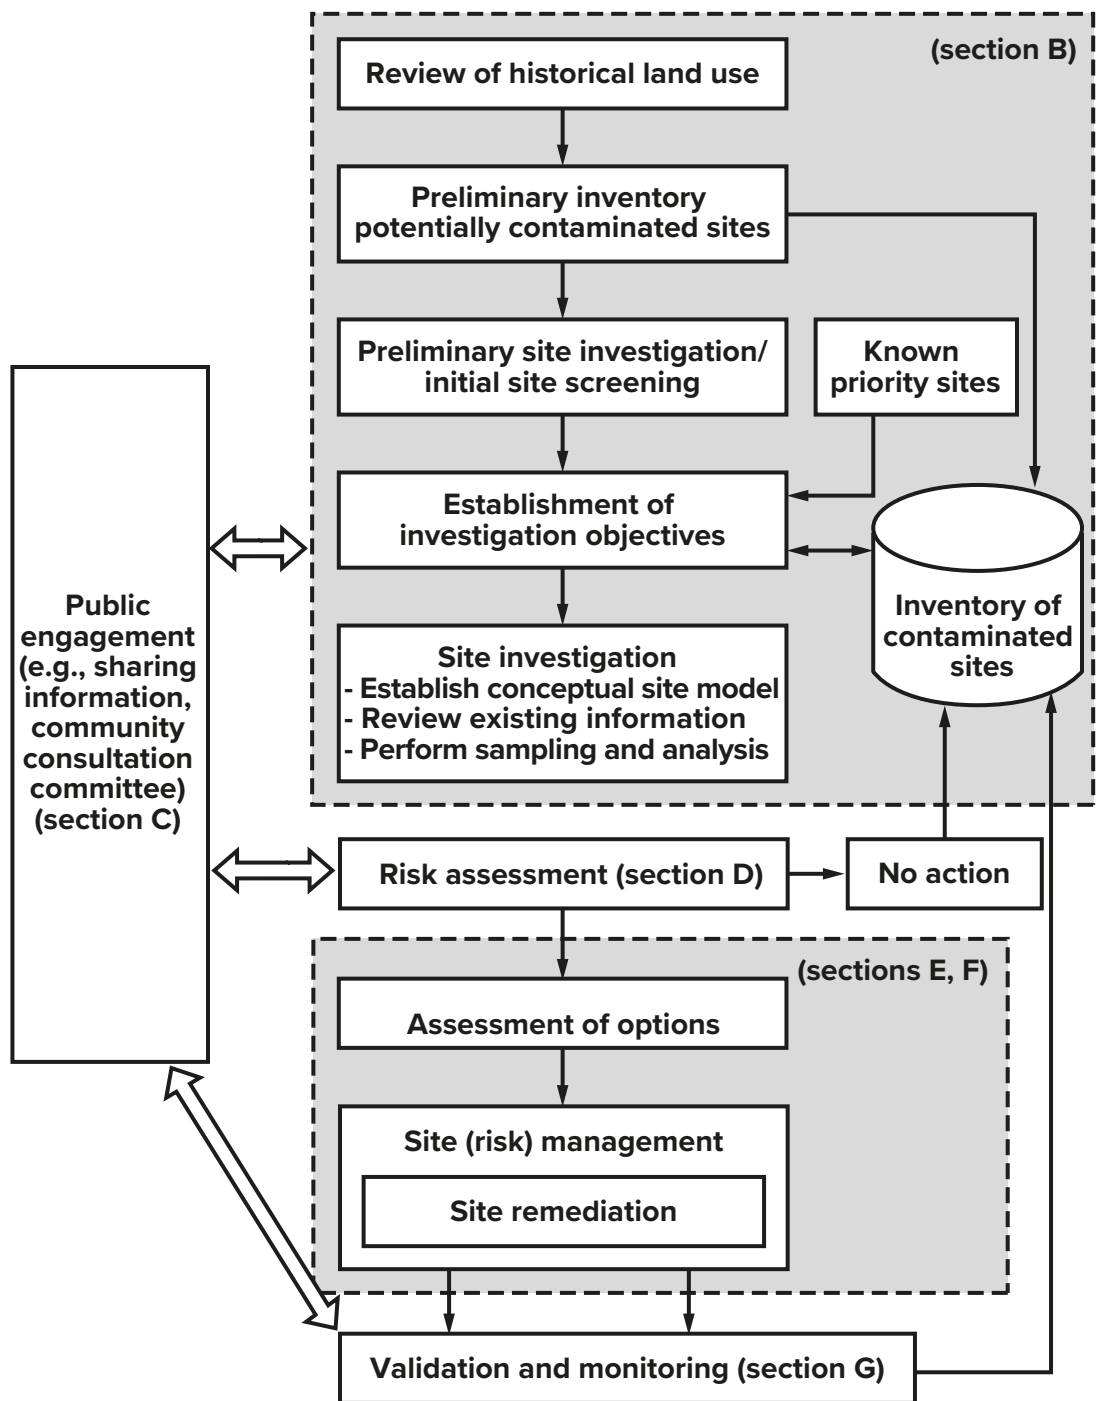 (section B)
Review of historical land use
Preliminary inventory
potentially contaminated sites
Preliminary site investigation/
initial site screening
Known
priority sites
Establishment of
investigation objectives
Inventory of
contaminated
sites
Site investigation
- Establish conceptual site model
- Review existing information
- Perform sampling and analysis
Public
engagement
(e.g., sharing
information,
community
consultation
committee)
(section C)
Risk assessment (section D)
No action
(sections E, F)
Assessment of options
Site (risk) management
Site remediation
Validation and monitoring (section G)